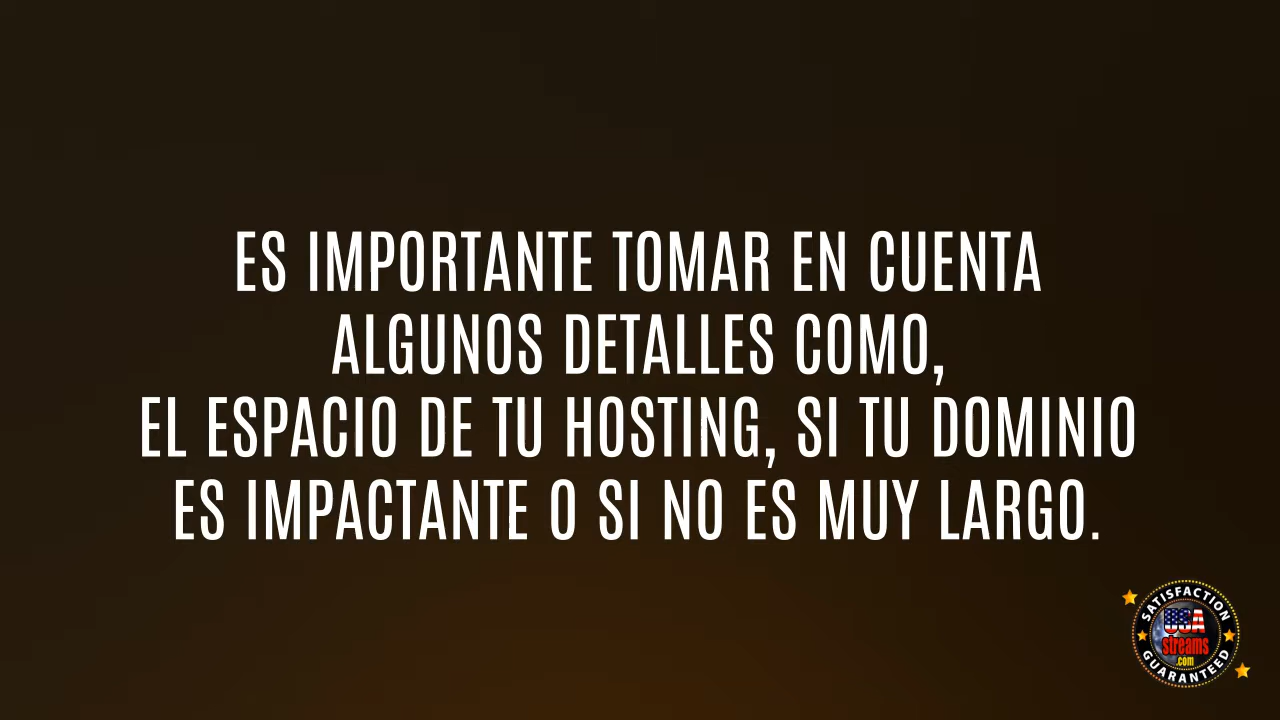 ES IMPORTANTE TOMAR EN CUENTA
ALGUNOS DETALLES COMO,
EL ESPACIO DE TU HOSTING, SI TU DOMINIO
ES IMPACTANTE O SI NO ES MUY LARGO.
SATISFACTION
USA
streams
.com
GUARANTEED